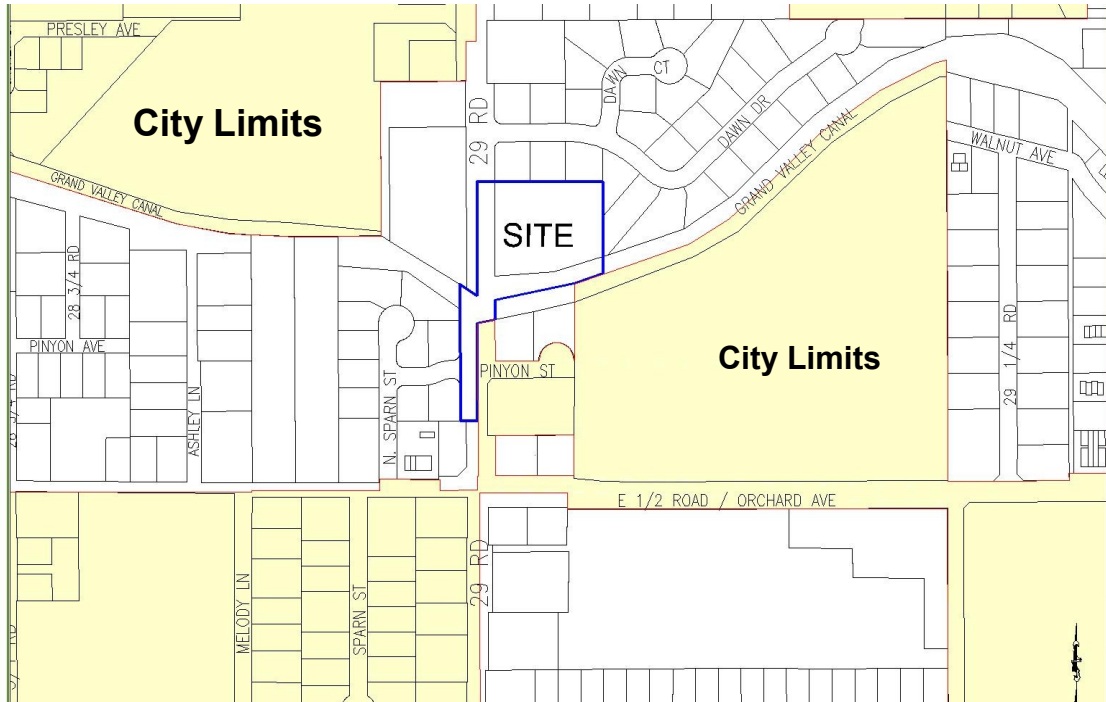 PRESLEY AVE
City Limits
29 RD
DAWN
CT
DAWN DR
GRAND VALLEY CANAL
WALNUT AVE
GRAND VALLEY CANAL
SITE
28 3/4 RD
PINYON AVE
ASHLEY LN
N. SPARN ST
PINYON ST
City Limits
29 1/4 RD
E 1/2 ROAD / ORCHARD AVE
29 RD
MELODY LN
SPARN ST